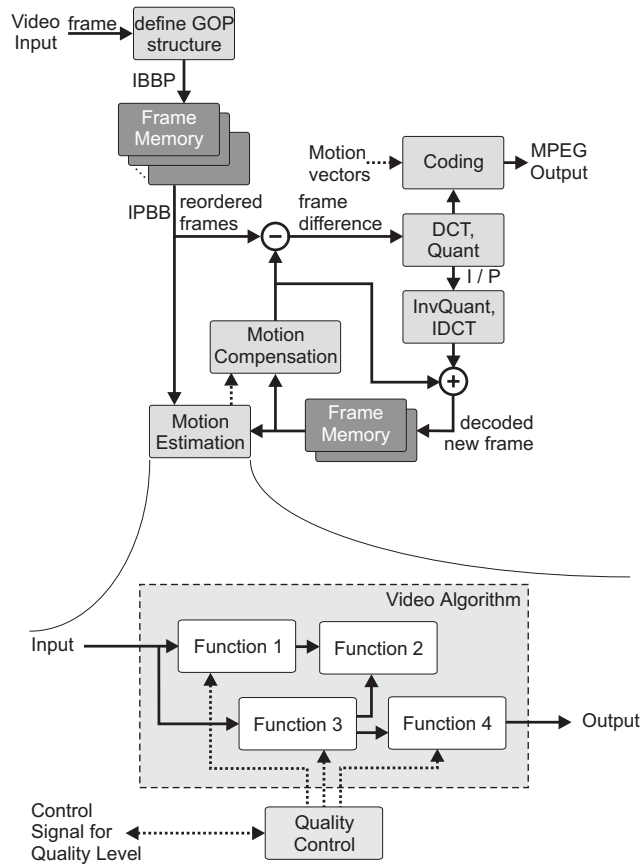 Video
Input
frame
define GOP
structure
IBBP
Frame
Memory
Motion
vectors
Coding
MPEG
Output
IPBB
reordered
frames
−
frame
difference
DCT,
Quant
I / P
InvQuant,
IDCT
Motion
Compensation
+
Motion
Estimation
Frame
Memory
decoded
new frame
Video Algorithm
Input
Function 1
Function 2
Function 3
Function 4
Output
Control
Signal for
Quality Level
Quality
Control